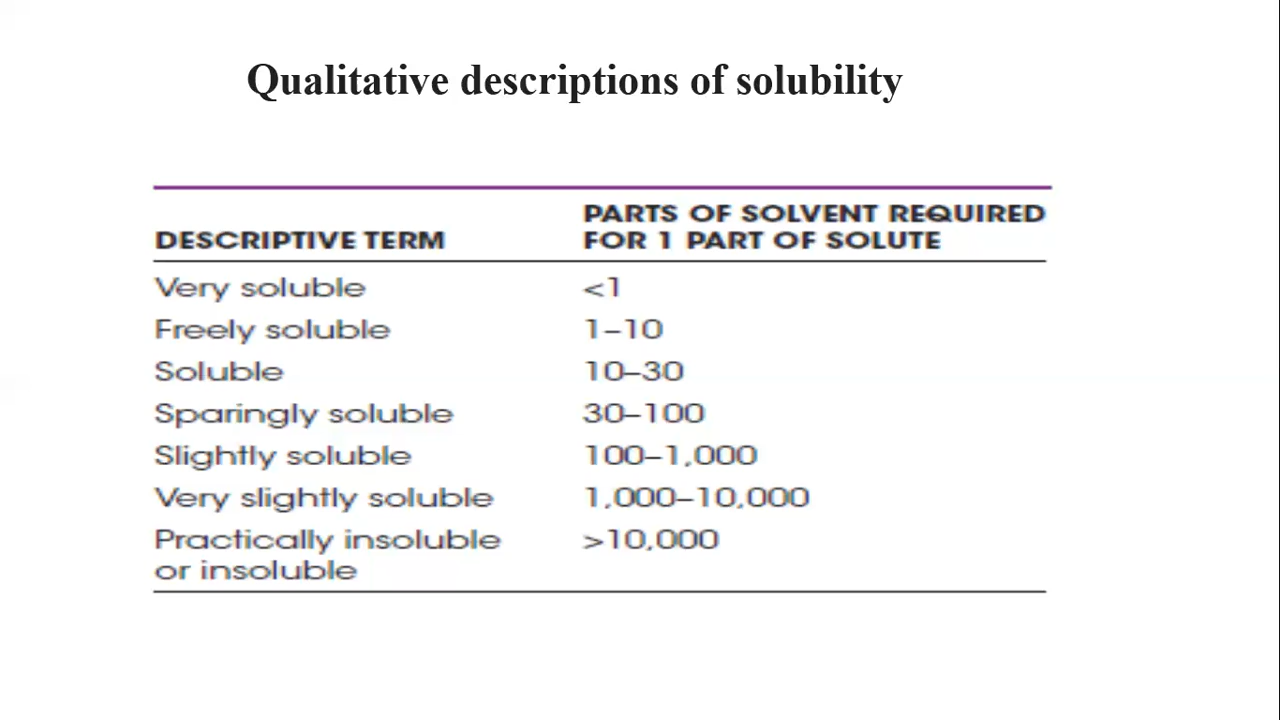 Qualitative descriptions of solubility
DESCRIPTIVE TERM PARTS OF SOLVENT REQUIRED
FOR 1 PART OF SOLUTE
Very soluble <1
Freely soluble 1–10
Soluble 10–30
Sparingly soluble 30–100
Slightly soluble 100–1,000
Very slightly soluble 1,000–10,000
Practically insoluble >10,000
or insoluble